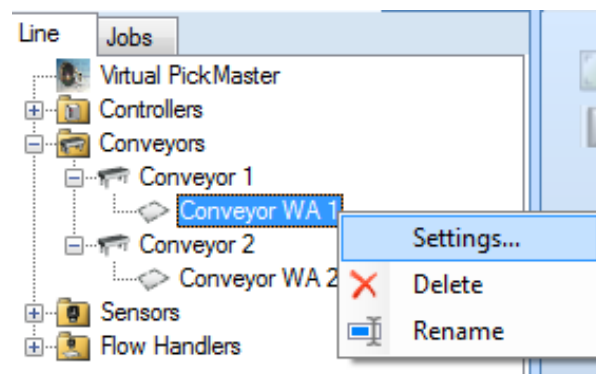 Line Jobs
Virtual PickMaster
Controllers
Conveyors
Conveyor 1
Conveyor WA 1
Settings...
Conveyor 2
Delete
Conveyor WA 2
Sensors
Rename
Flow Handlers